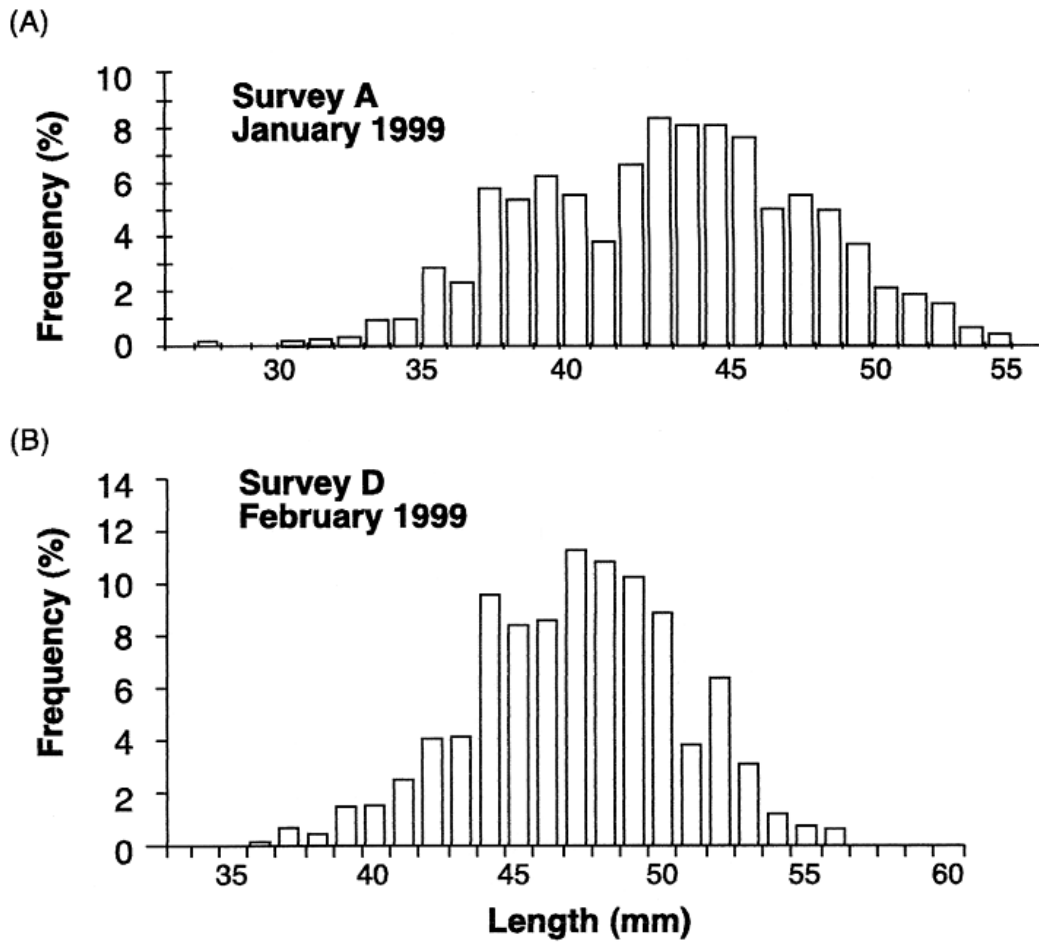 (A)
Survey A
January 1999
Frequency (%)
10
8
6
4
2
0
30 35 40 45 50 55
(B)
Survey D
February 1999
Frequency (%)
14
12
10
8
6
4
2
0
35 40 45 50 55 60
Length (mm)